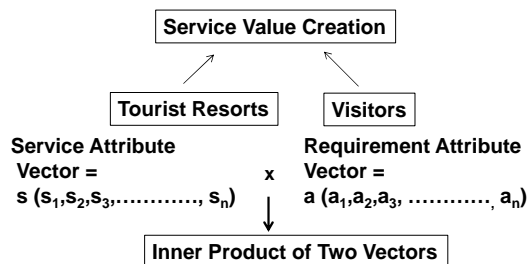 Service Value Creation
Tourist Resorts
Visitors
Service Attribute
Vector =
s (s1,s2,s3,…………, sn)
x
Requirement Attribute
Vector =
a (a1,a2,a3, …………, an)
Inner Product of Two Vectors